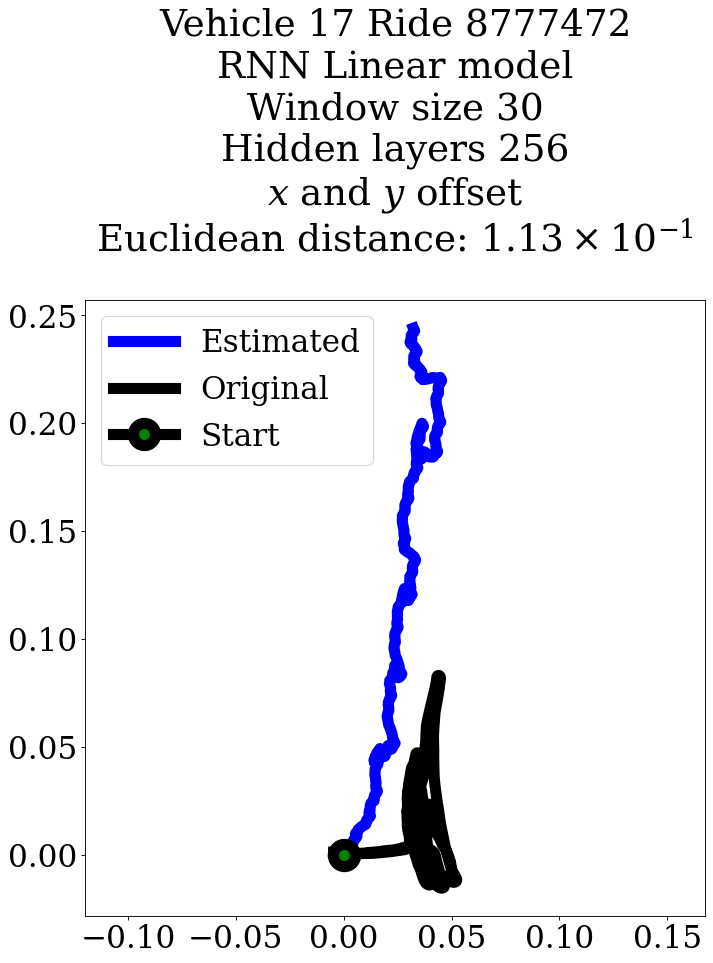 Vehicle 17 Ride 8777472
RNN Linear model
Window size 30
Hidden layers 256
x and y offset
Euclidean distance: 1.13 × 10⁻¹
0.25
0.20
0.15
0.10
0.05
0.00
Estimated
Original
Start
−0.10 −0.05 0.00 0.05 0.10 0.15